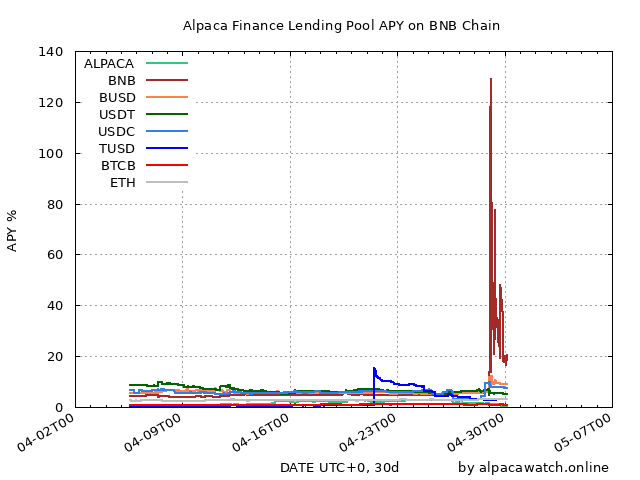 Alpaca Finance Lending Pool APY on BNB Chain
140
120
100
80
60
40
20
0
APY %
ALPACA
BNB
BUSD
USDT
USDC
TUSD
BTCB
ETH
04-02T00
04-09T00
04-16T00
04-23T00
04-30T00
05-07T00
DATE UTC+0, 30d
by alpacawatch.online